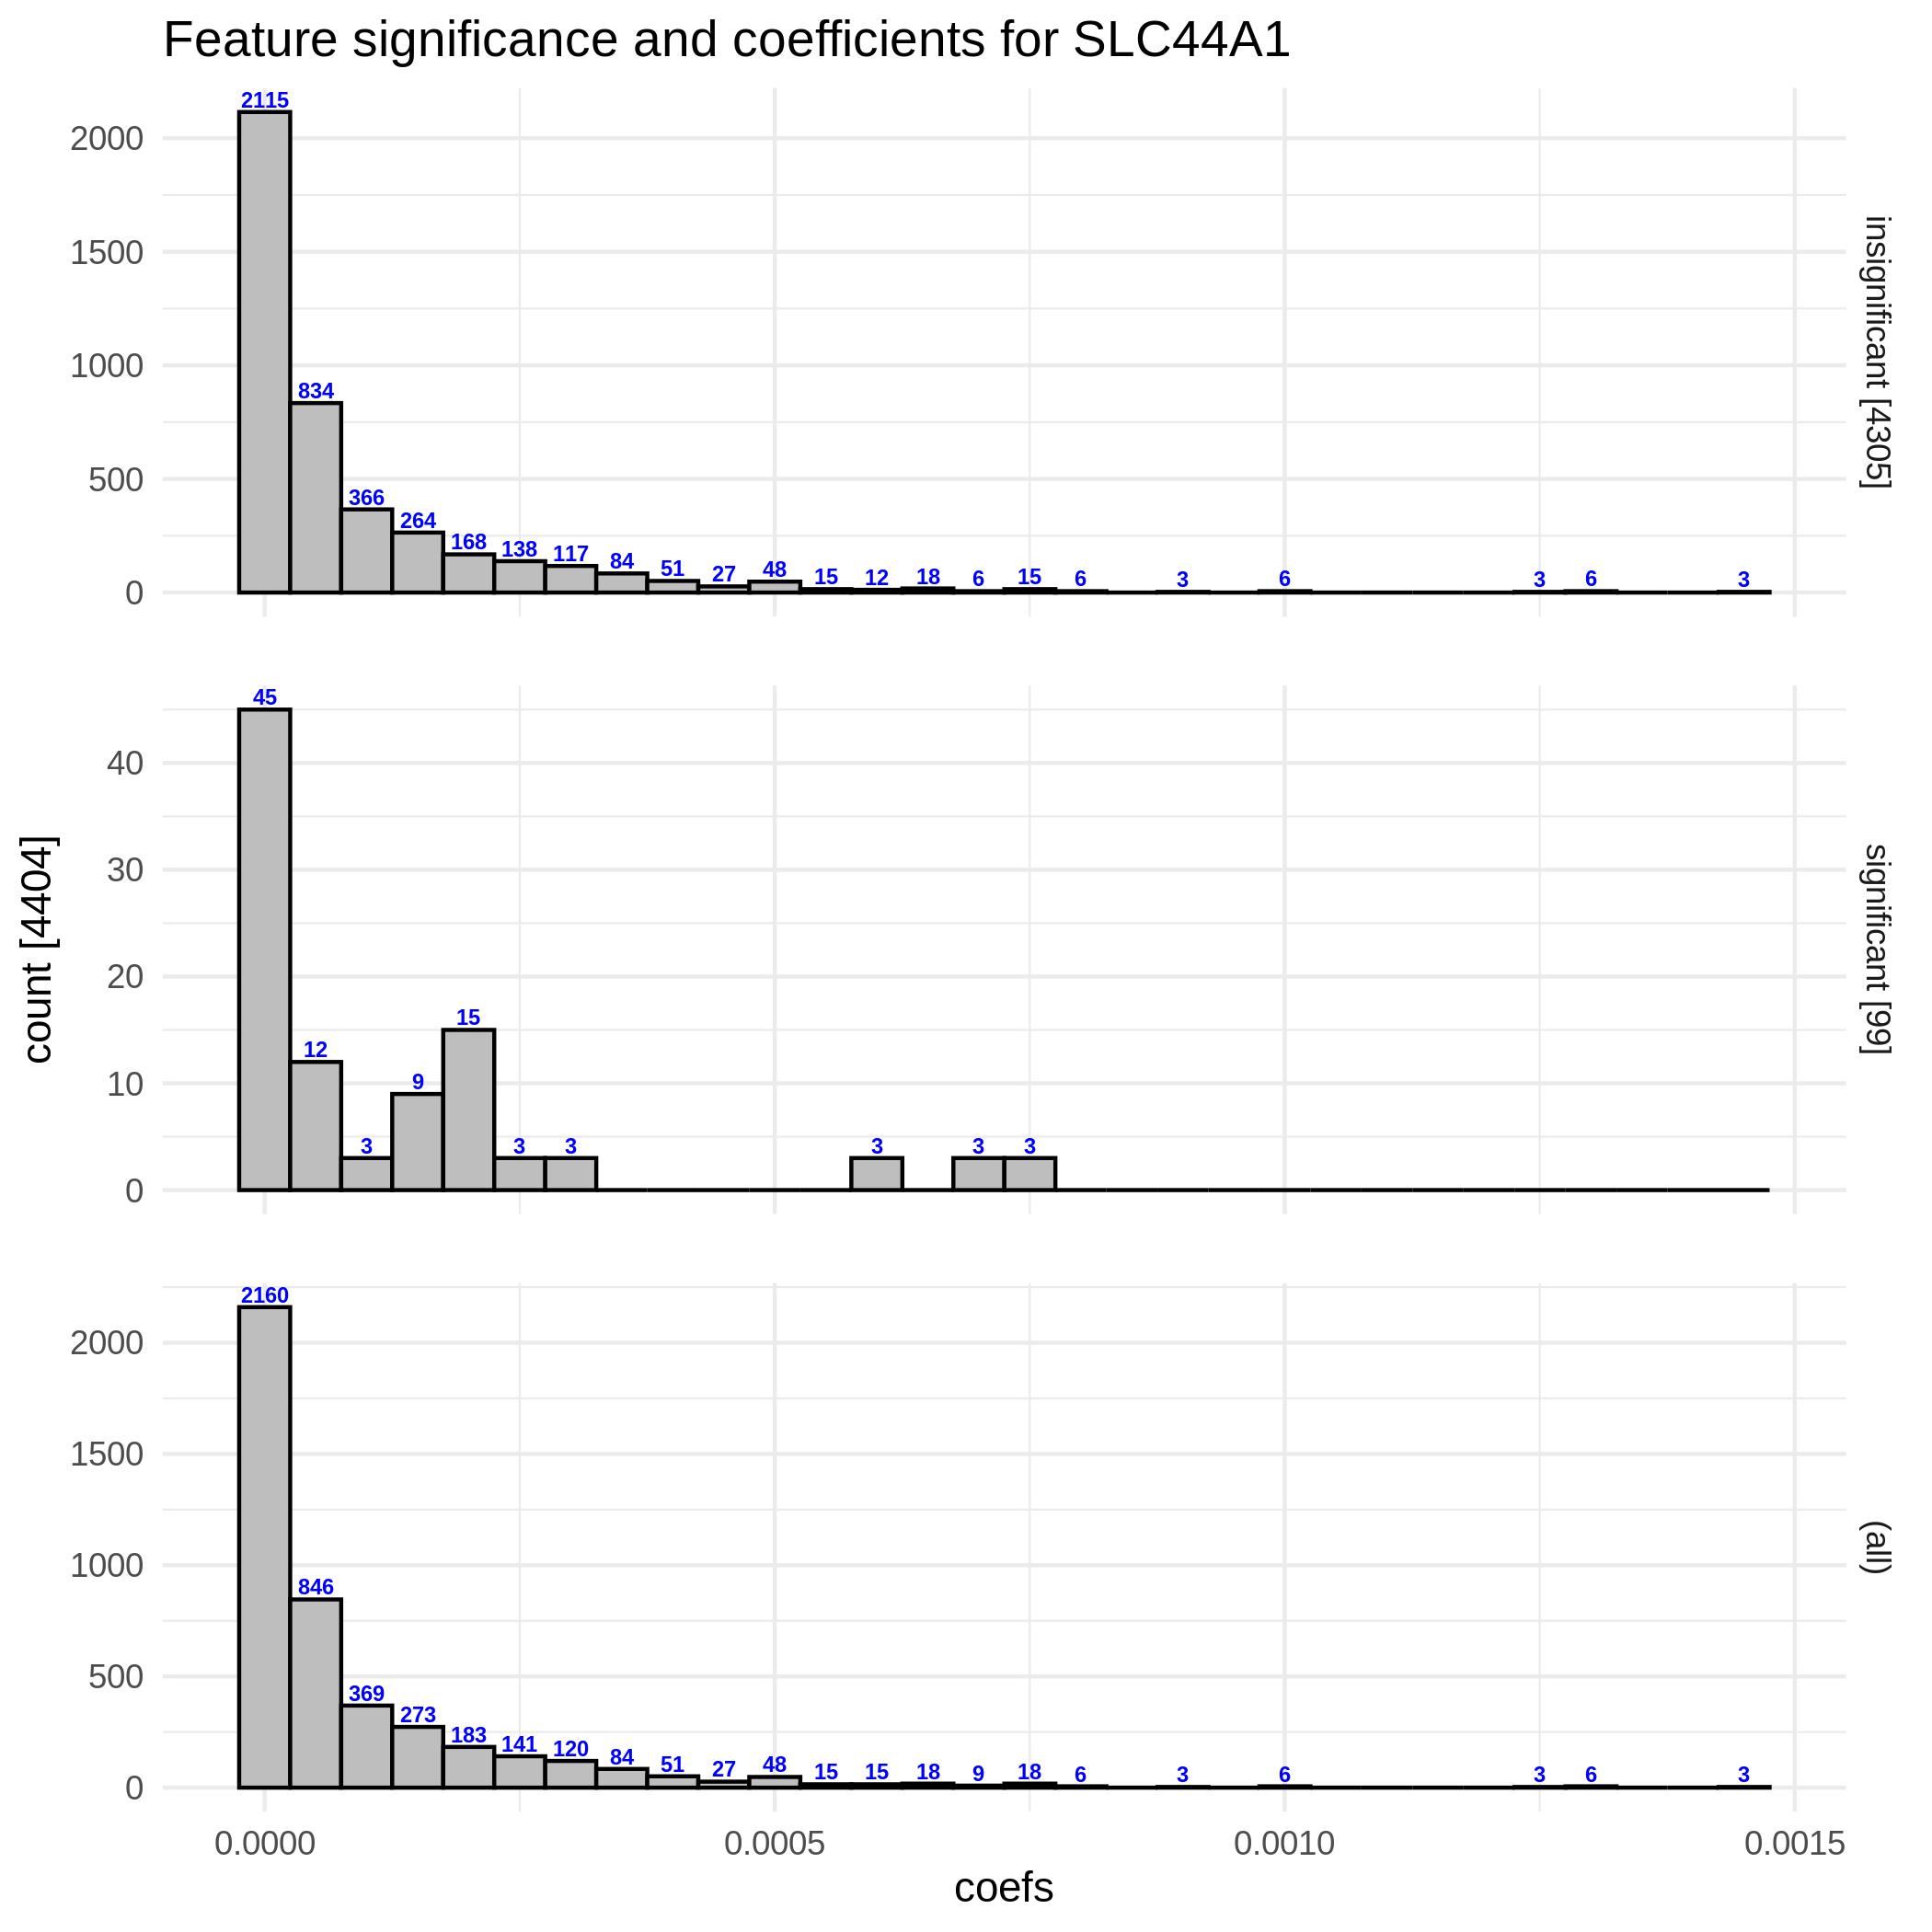 Feature significance and coefficients for SLC44A1
2115
2000
1500
1000
834
500
366
264
168 138 117 84 51 27 48 15 12 18 6 15 6 3 6 3 6 3
0
insignificant [4305]
45
40
30
20
15
12
10
9
3 3 3 3 3 3
0
significant [99]
count [4404]
2160
2000
1500
1000
846
500
369
273
183 141 120 84 51 27 48 15 15 18 9 18 6 3 6 3 6 3
0
(all)
0.0000 0.0005 0.0010 0.0015
coefs